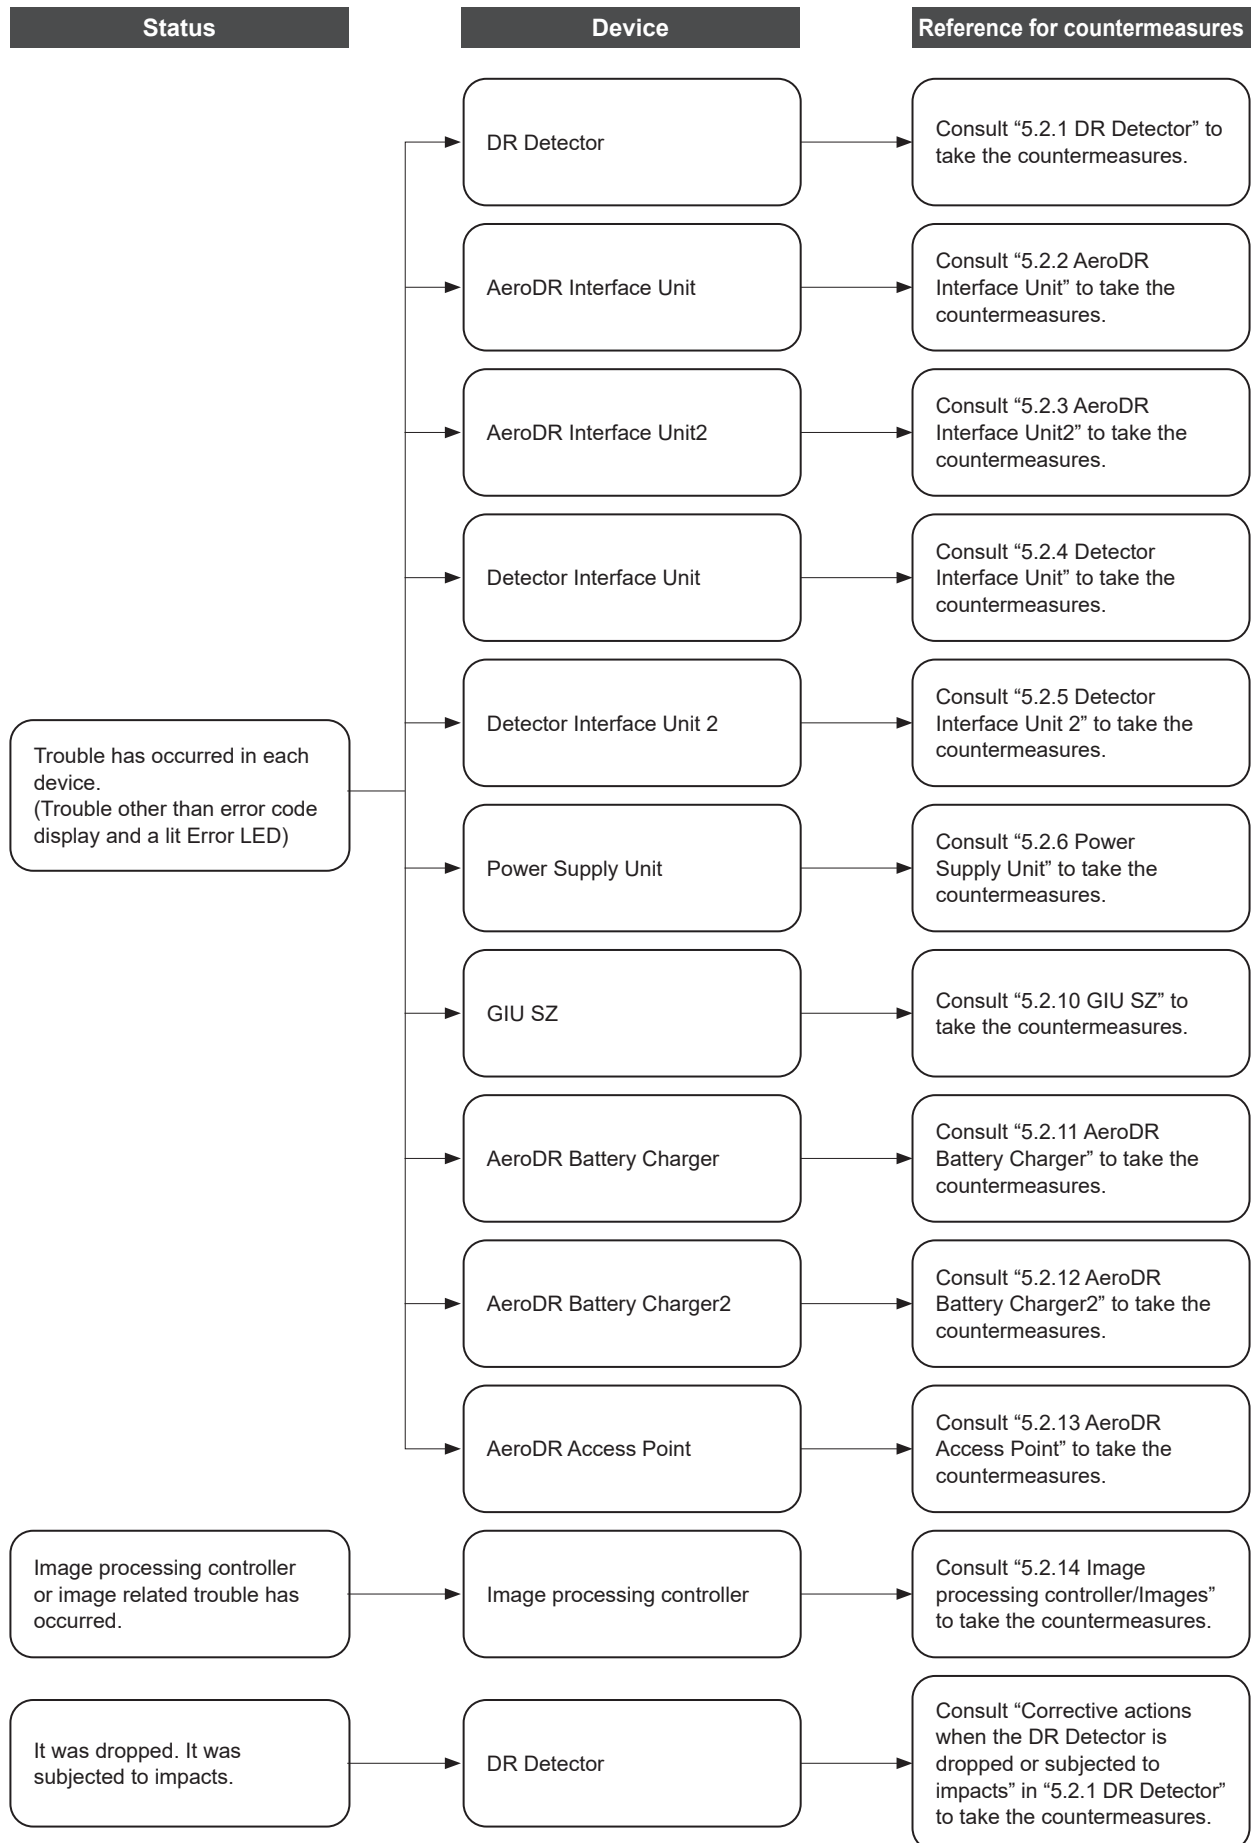 Status
Device
Reference for countermeasures
Trouble has occurred in each
device.
(Trouble other than error code
display and a lit Error LED)
DR Detector
Consult “5.2.1 DR Detector” to
take the countermeasures.
AeroDR Interface Unit
Consult “5.2.2 AeroDR
Interface Unit” to take the
countermeasures.
AeroDR Interface Unit2
Consult “5.2.3 AeroDR
Interface Unit2” to take the
countermeasures.
Detector Interface Unit
Consult “5.2.4 Detector
Interface Unit” to take the
countermeasures.
Detector Interface Unit 2
Consult “5.2.5 Detector
Interface Unit 2” to take the
countermeasures.
Power Supply Unit
Consult “5.2.6 Power
Supply Unit” to take the
countermeasures.
GIU SZ
Consult “5.2.10 GIU SZ” to
take the countermeasures.
AeroDR Battery Charger
Consult “5.2.11 AeroDR
Battery Charger” to take the
countermeasures.
AeroDR Battery Charger2
Consult “5.2.12 AeroDR
Battery Charger2” to take the
countermeasures.
AeroDR Access Point
Consult “5.2.13 AeroDR
Access Point” to take the
countermeasures.
Image processing controller
or image related trouble has
occurred.
Image processing controller
Consult “5.2.14 Image
processing controller/Images”
to take the countermeasures.
It was dropped. It was
subjected to impacts.
DR Detector
Consult “Corrective actions
when the DR Detector is
dropped or subjected to
impacts” in “5.2.1 DR Detector”
to take the countermeasures.